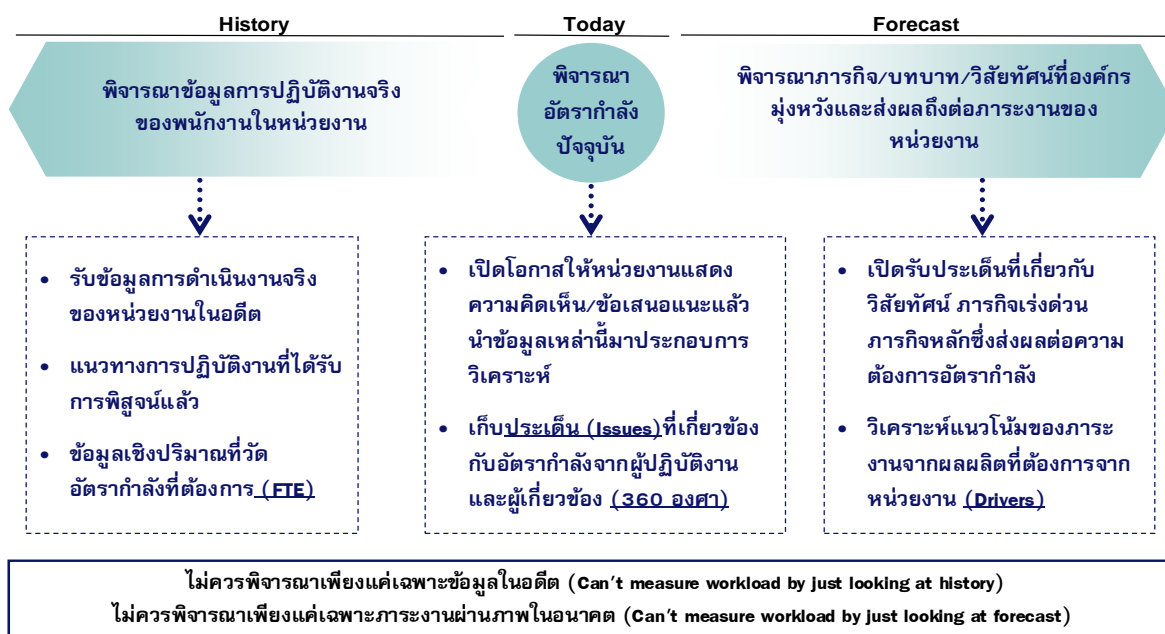 History
Today
Forecast
พิจารณาข้อมูลการปฏิบัติงานจริง
ของพนักงานในหน่วยงาน
พิจารณา
อัตรากำลัง
ปัจจุบัน
พิจารณาภารกิจ/บทบาท/วิสัยทัศน์ที่องค์กร
มุ่งหวังและส่งผลถึงต่อภาระงานของ
หน่วยงาน
• รับข้อมูลการดำเนินงานจริง
ของหน่วยงานในอดีต
• แนวทางการปฏิบัติงานที่ได้รับ
การพิสูจน์แล้ว
• ข้อมูลเชิงปริมาณที่วัด
อัตรากำลังที่ต้องการ (FTE)
• เปิดโอกาสให้หน่วยงานแสดง
ความคิดเห็น/ข้อเสนอแนะแล้ว
นำข้อมูลเหล่านี้มาประกอบการ
วิเคราะห์
• เก็บประเด็น (Issues)ที่เกี่ยวข้อง
กับอัตรากำลังจากผู้ปฏิบัติงาน
และผู้เกี่ยวข้อง (360 องศา)
• เปิดรับประเด็นที่เกี่ยวกับ
วิสัยทัศน์ ภารกิจเร่งด่วน
ภารกิจหลักซึ่งส่งผลต่อความ
ต้องการอัตรากำลัง
• วิเคราะห์แนวโน้มของภาระ
งานจากผลผลิตที่ต้องการจาก
หน่วยงาน (Drivers)
ไม่ควรพิจารณาเพียงแค่เฉพาะข้อมูลในอดีต (Can't measure workload by just looking at history)
ไม่ควรพิจารณาเพียงแค่เฉพาะภาระงานผ่านภาพในอนาคต (Can't measure workload by just looking at forecast)